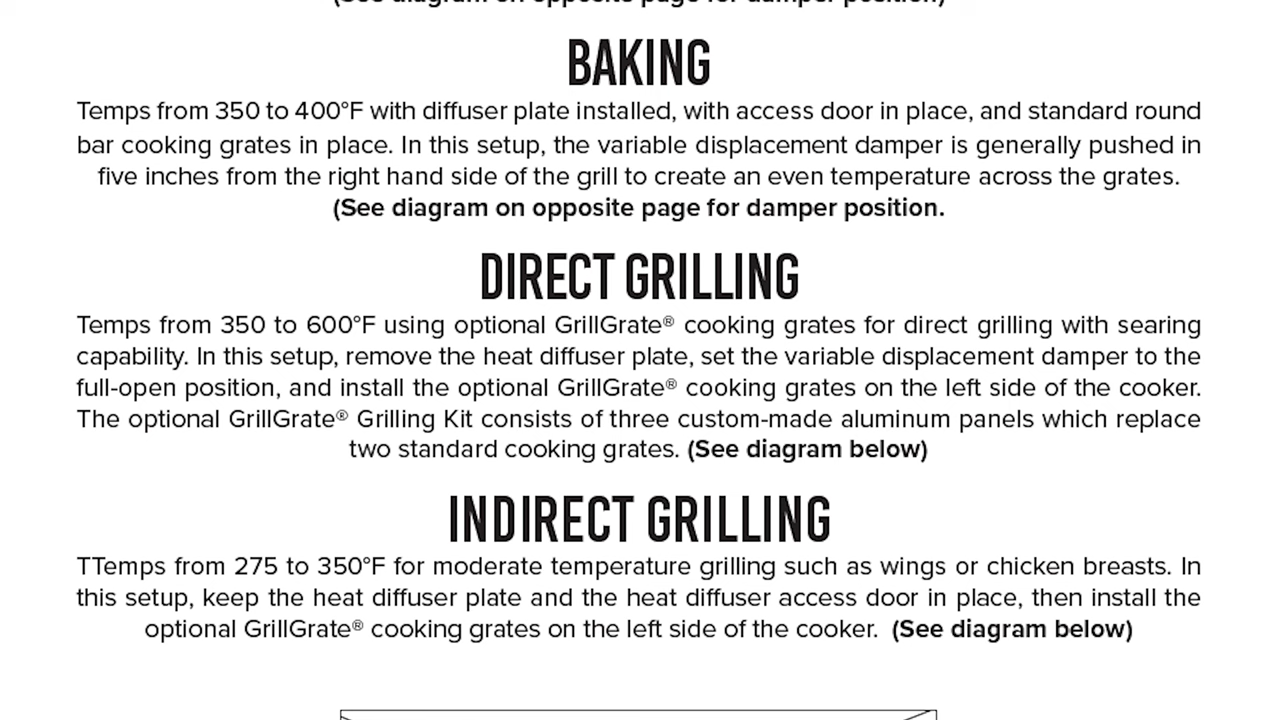 (See diagram on opposite page for damper position)
BAKING
Temps from 350 to 400°F with diffuser plate installed, with access door in place, and standard round
bar cooking grates in place. In this setup, the variable displacement damper is generally pushed in
five inches from the right hand side of the grill to create an even temperature across the grates.
(See diagram on opposite page for damper position.
DIRECT GRILLING
Temps from 350 to 600°F using optional GrillGrate® cooking grates for direct grilling with searing
capability. In this setup, remove the heat diffuser plate, set the variable displacement damper to the
full-open position, and install the optional GrillGrate® cooking grates on the left side of the cooker.
The optional GrillGrate® Grilling Kit consists of three custom-made aluminum panels which replace
two standard cooking grates. (See diagram below)
INDIRECT GRILLING
TTemps from 275 to 350°F for moderate temperature grilling such as wings or chicken breasts. In
this setup, keep the heat diffuser plate and the heat diffuser access door in place, then install the
optional GrillGrate® cooking grates on the left side of the cooker. (See diagram below)